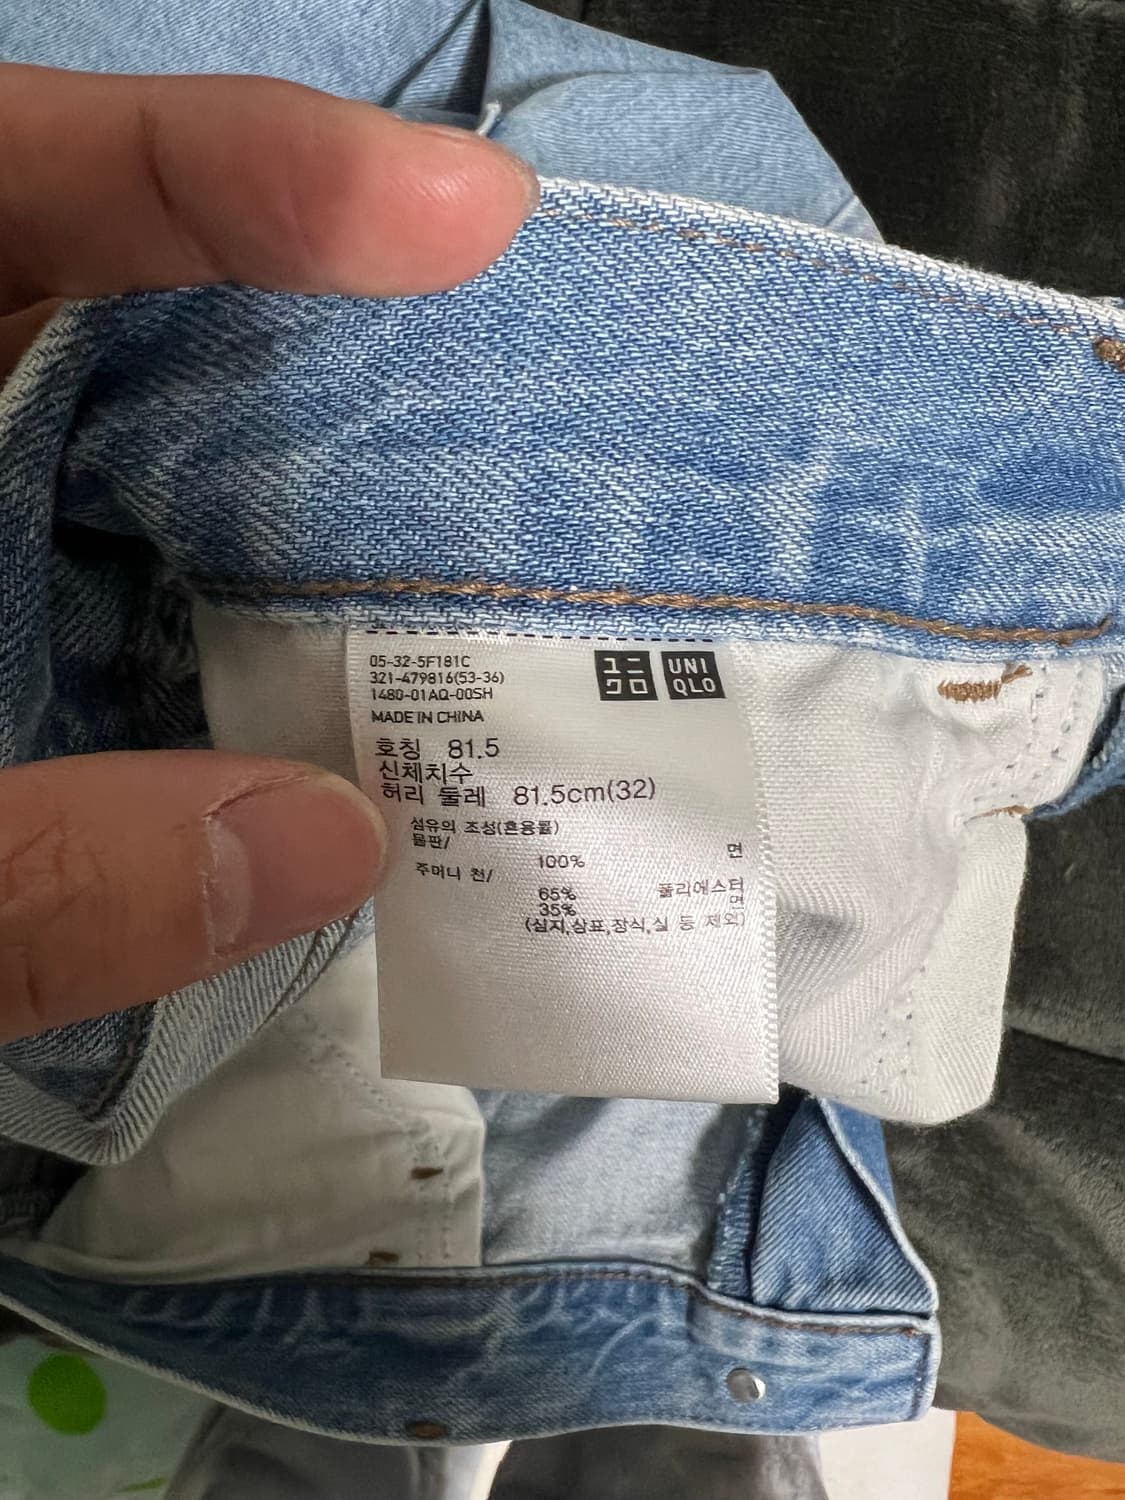 05-32-5F181C
321-479816(53-36)
1480-01AQ-00SH
MADE IN CHINA
ユニ
クロ
UNI
QLO
호칭 81.5
신체치수
허리 둘레 81.5cm(32)
섬유의 조성(혼용률)
몸판/
100% 면
주머니 천/
65% 폴리에스터
35% 면
(심지,상표,장식,실 등 제외)